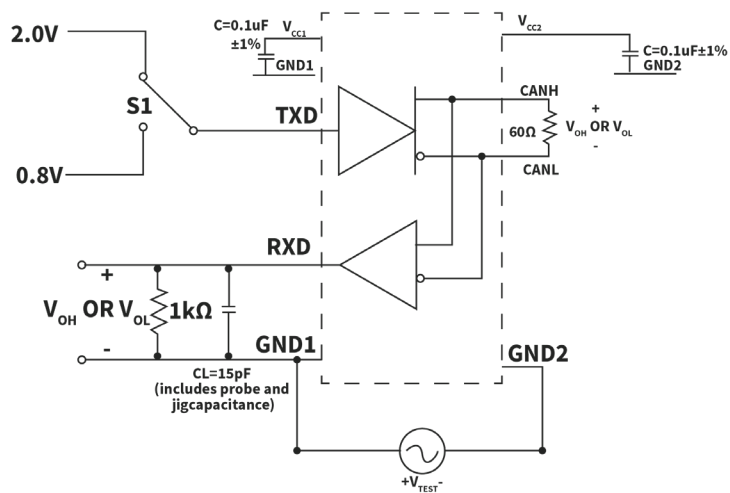 2.0V
C=0.1uF
±1%
VCC1
GND1
VCC2
C=0.1uF±1%
GND2
S1
TXD
CANH
60Ω
+
VOH OR VOL
-
CANL
0.8V
RXD
+
VOH OR VOL
1kΩ
-
GND1
GND2
CL=15pF
(includes probe and
jigcapacitance)
+VTEST-